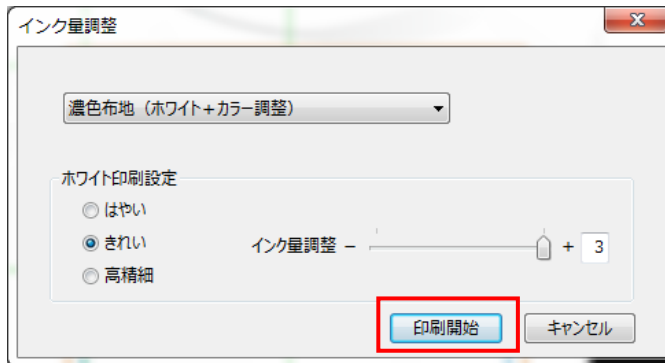 インク量調整
濃色布地（ホワイト+カラー調整）
ホワイト印刷設定
はやい
きれい
インク量調整 − + 3
高精細
印刷開始 キャンセル